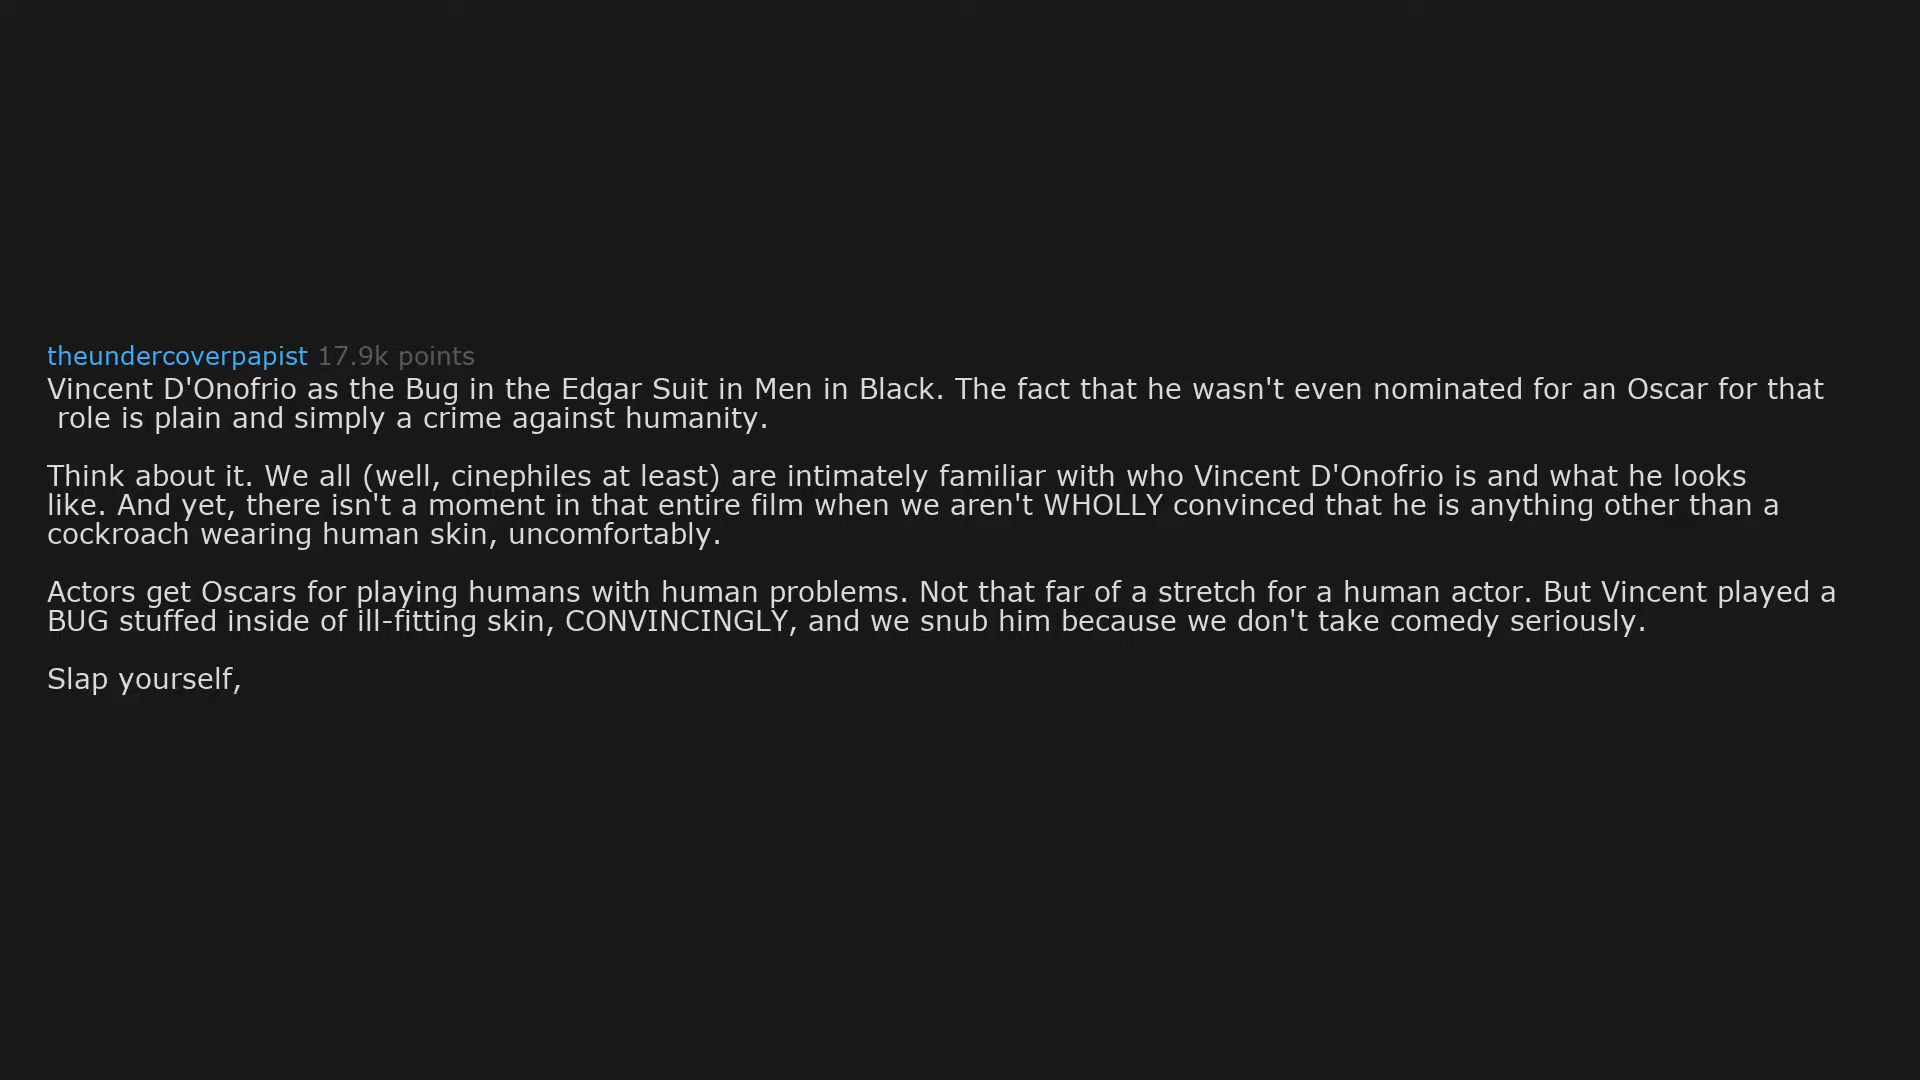 theundercoverpapist 17.9k points
Vincent D'Onofrio as the Bug in the Edgar Suit in Men in Black. The fact that he wasn't even nominated for an Oscar for that
role is plain and simply a crime against humanity.
Think about it. We all (well, cinephiles at least) are intimately familiar with who Vincent D'Onofrio is and what he looks
like. And yet, there isn't a moment in that entire film when we aren't WHOLLY convinced that he is anything other than a
cockroach wearing human skin, uncomfortably.
Actors get Oscars for playing humans with human problems. Not that far of a stretch for a human actor. But Vincent played a
BUG stuffed inside of ill-fitting skin, CONVINCINGLY, and we snub him because we don't take comedy seriously.
Slap yourself,